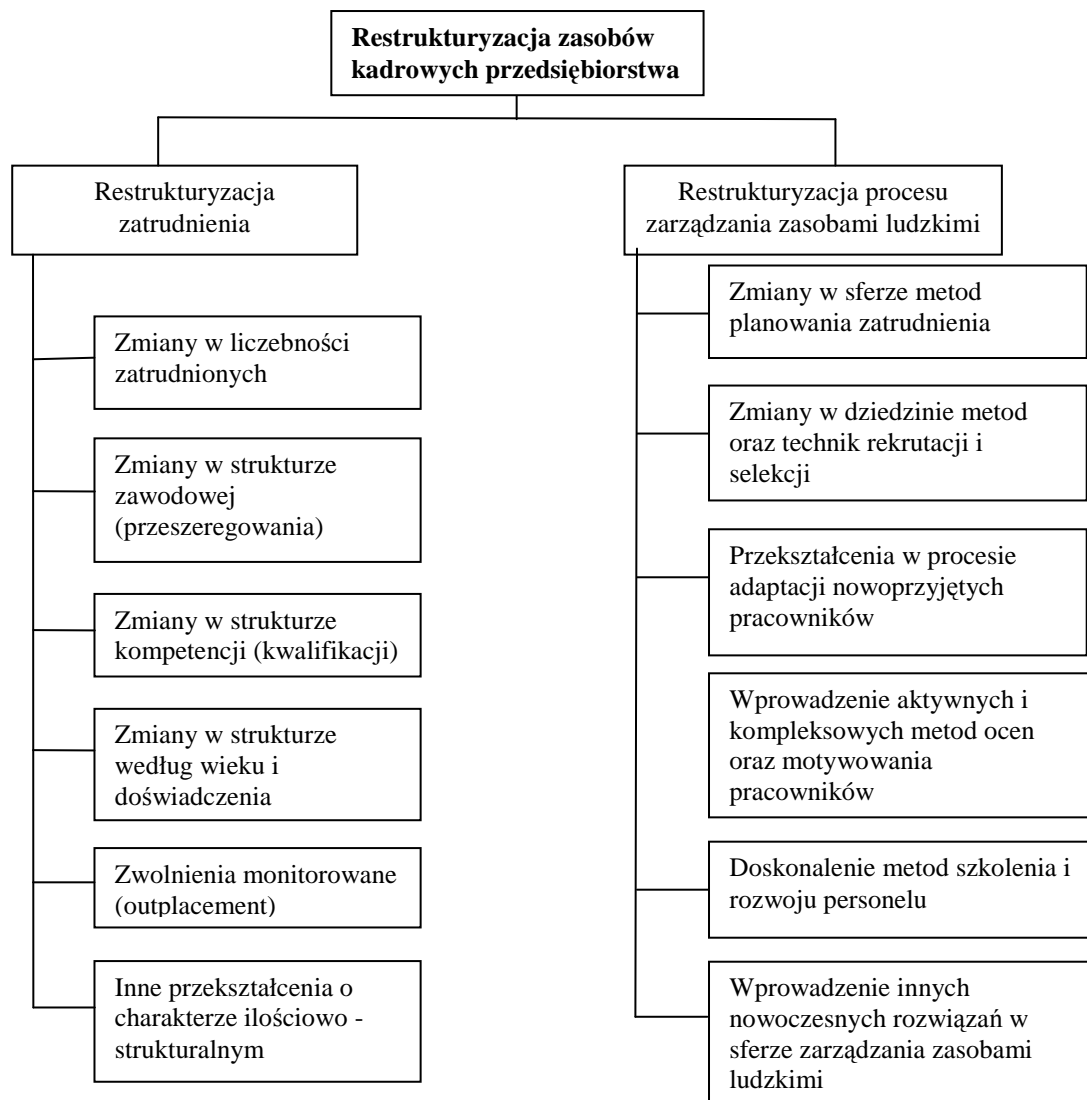 Restrukturyzacja zasobów
kadrowych przedsiębiorstwa
Restrukturyzacja
zatrudnienia
Zmiany w liczebności
zatrudnionych
Zmiany w strukturze
zawodowej
(przeszeregowania)
Zmiany w strukturze
kompetencji (kwalifikacji)
Zmiany w strukturze
według wieku i
doświadczenia
Zwolnienia monitorowane
(outplacement)
Inne przekształcenia o
charakterze ilościowo -
strukturalnym
Restrukturyzacja procesu
zarządzania zasobami ludzkimi
Zmiany w sferze metod
planowania zatrudnienia
Zmiany w dziedzinie metod
oraz technik rekrutacji i
selekcji
Przekształcenia w procesie
adaptacji nowoprzyjętych
pracowników
Wprowadzenie aktywnych i
kompleksowych metod ocen
oraz motywowania
pracowników
Doskonalenie metod szkolenia i
rozwoju personelu
Wprowadzenie innych
nowoczesnych rozwiązań w
sferze zarządzania zasobami
ludzkimi